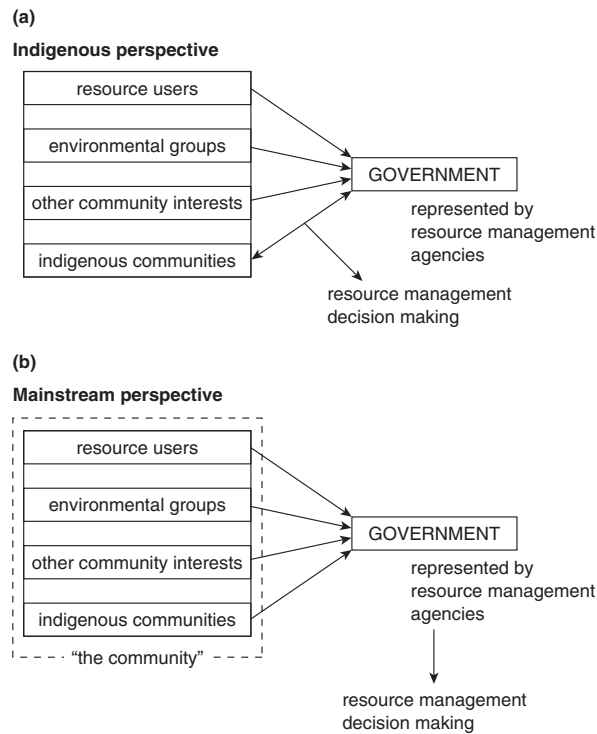 (a)
Indigenous perspective
resource users
environmental groups
other community interests
indigenous communities
GOVERNMENT
represented by
resource management
agencies
resource management
decision making
(b)
Mainstream perspective
resource users
environmental groups
other community interests
indigenous communities
“the community”
GOVERNMENT
represented by
resource management
agencies
resource management
decision making